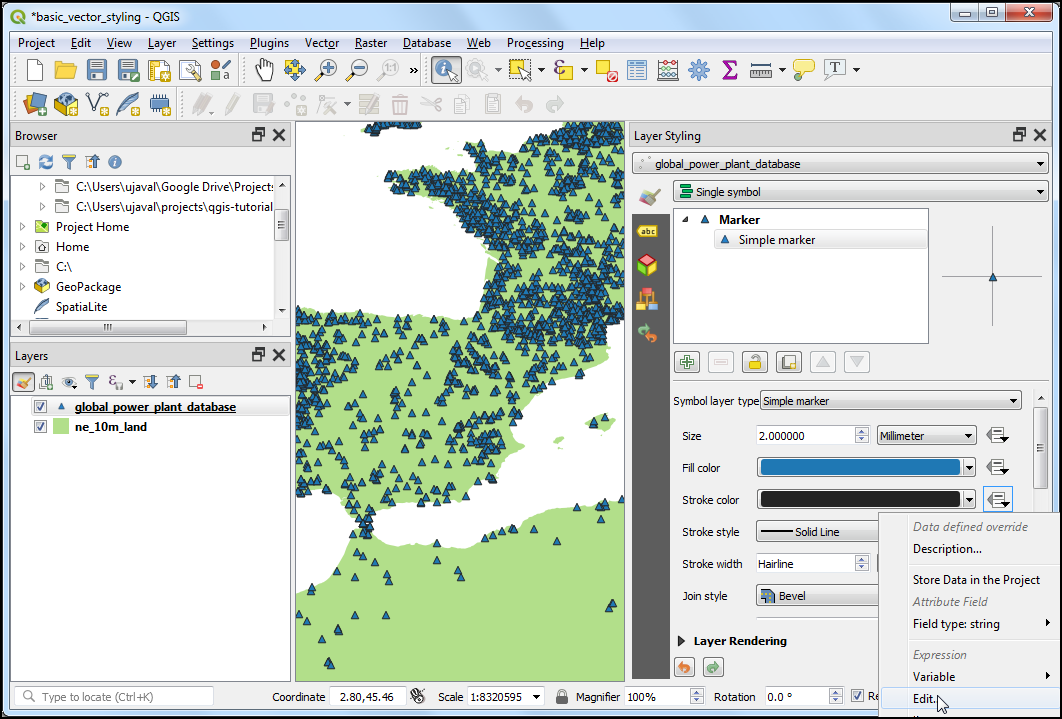 *basic_vector_styling - QGIS
Project Edit View Layer Settings Plugins Vector Raster Database Web Processing Help
Browser
C:\Users\ujaval\Google Drive\Projects
C:\Users\ujaval\projects\qgis-tutorial
Project Home
Home
C:\
GeoPackage
SpatiaLite
Layers
global_power_plant_database
ne_10m_land
Layer Styling
global_power_plant_database
Single symbol
abc
Marker
Simple marker
Symbol layer type Simple marker
Size 2.000000 Millimeter
Fill color
Stroke color
Stroke style Solid Line
Stroke width Hairline
Join style Bevel
Layer Rendering
Data defined override
Description...
Store Data in the Project
Attribute Field
Field type: string
Expression
Variable
Edit...
Type to locate (Ctrl+K)
Coordinate 2.80,45.46
Scale 1:8320595
Magnifier 100%
Rotation 0.0 °